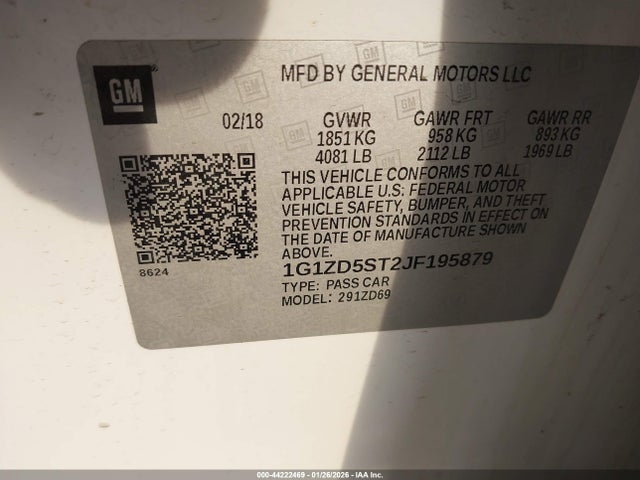 GM
MFD BY GENERAL MOTORS LLC
02/18
GVWR GAWR FRT GAWR RR
1851 KG 958 KG 893 KG
4081 LB 2112 LB 1969 LB
THIS VEHICLE CONFORMS TO ALL
APPLICABLE U.S. FEDERAL MOTOR
VEHICLE SAFETY, BUMPER, AND THEFT
PREVENTION STANDARDS IN EFFECT ON
THE DATE OF MANUFACTURE SHOWN
ABOVE.
8624
1G1ZD5ST2JF195879
TYPE: PASS CAR
MODEL: 291ZD69
000-44222469 | 01/26/2026 - IAA Inc.